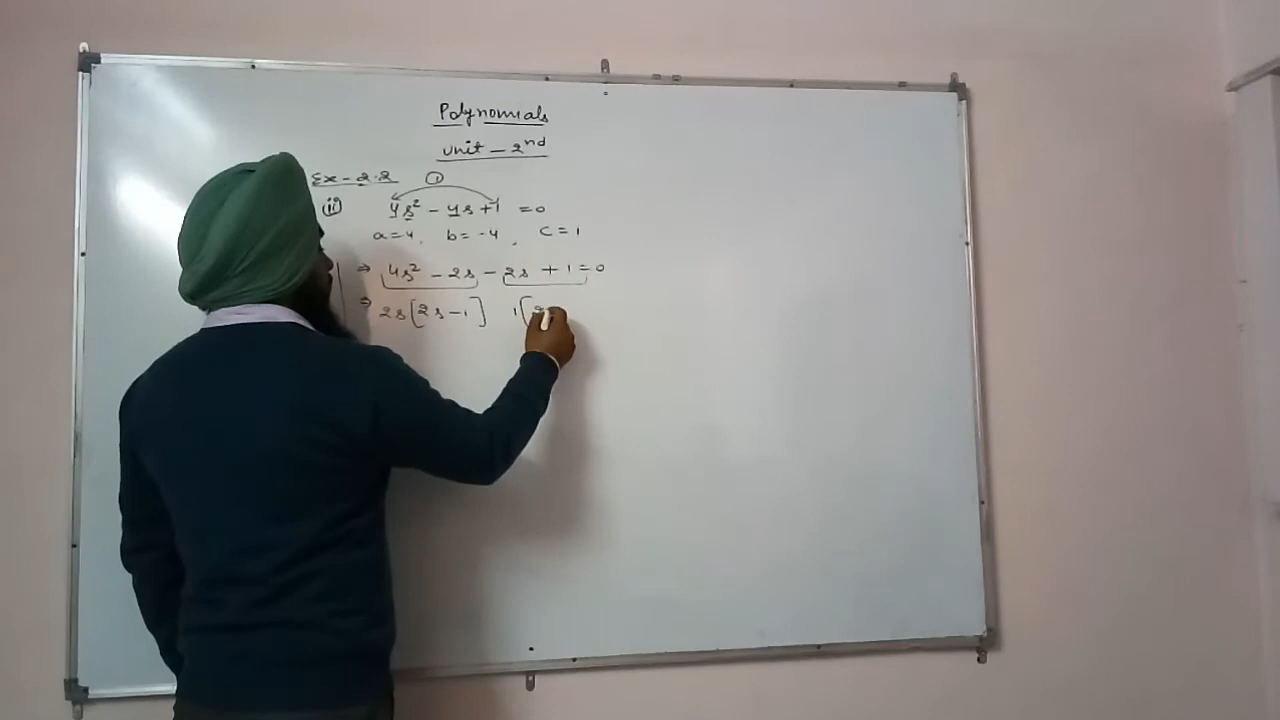 Polynomials
Unit - 2nd
Ex - 2.2 ①
(ii) 4s² - 4s + 1 = 0
a = 4, b = -4, c = 1
⇒ 4s² - 2s - 2s + 1 = 0
⇒ 2s[2s - 1] 1[2